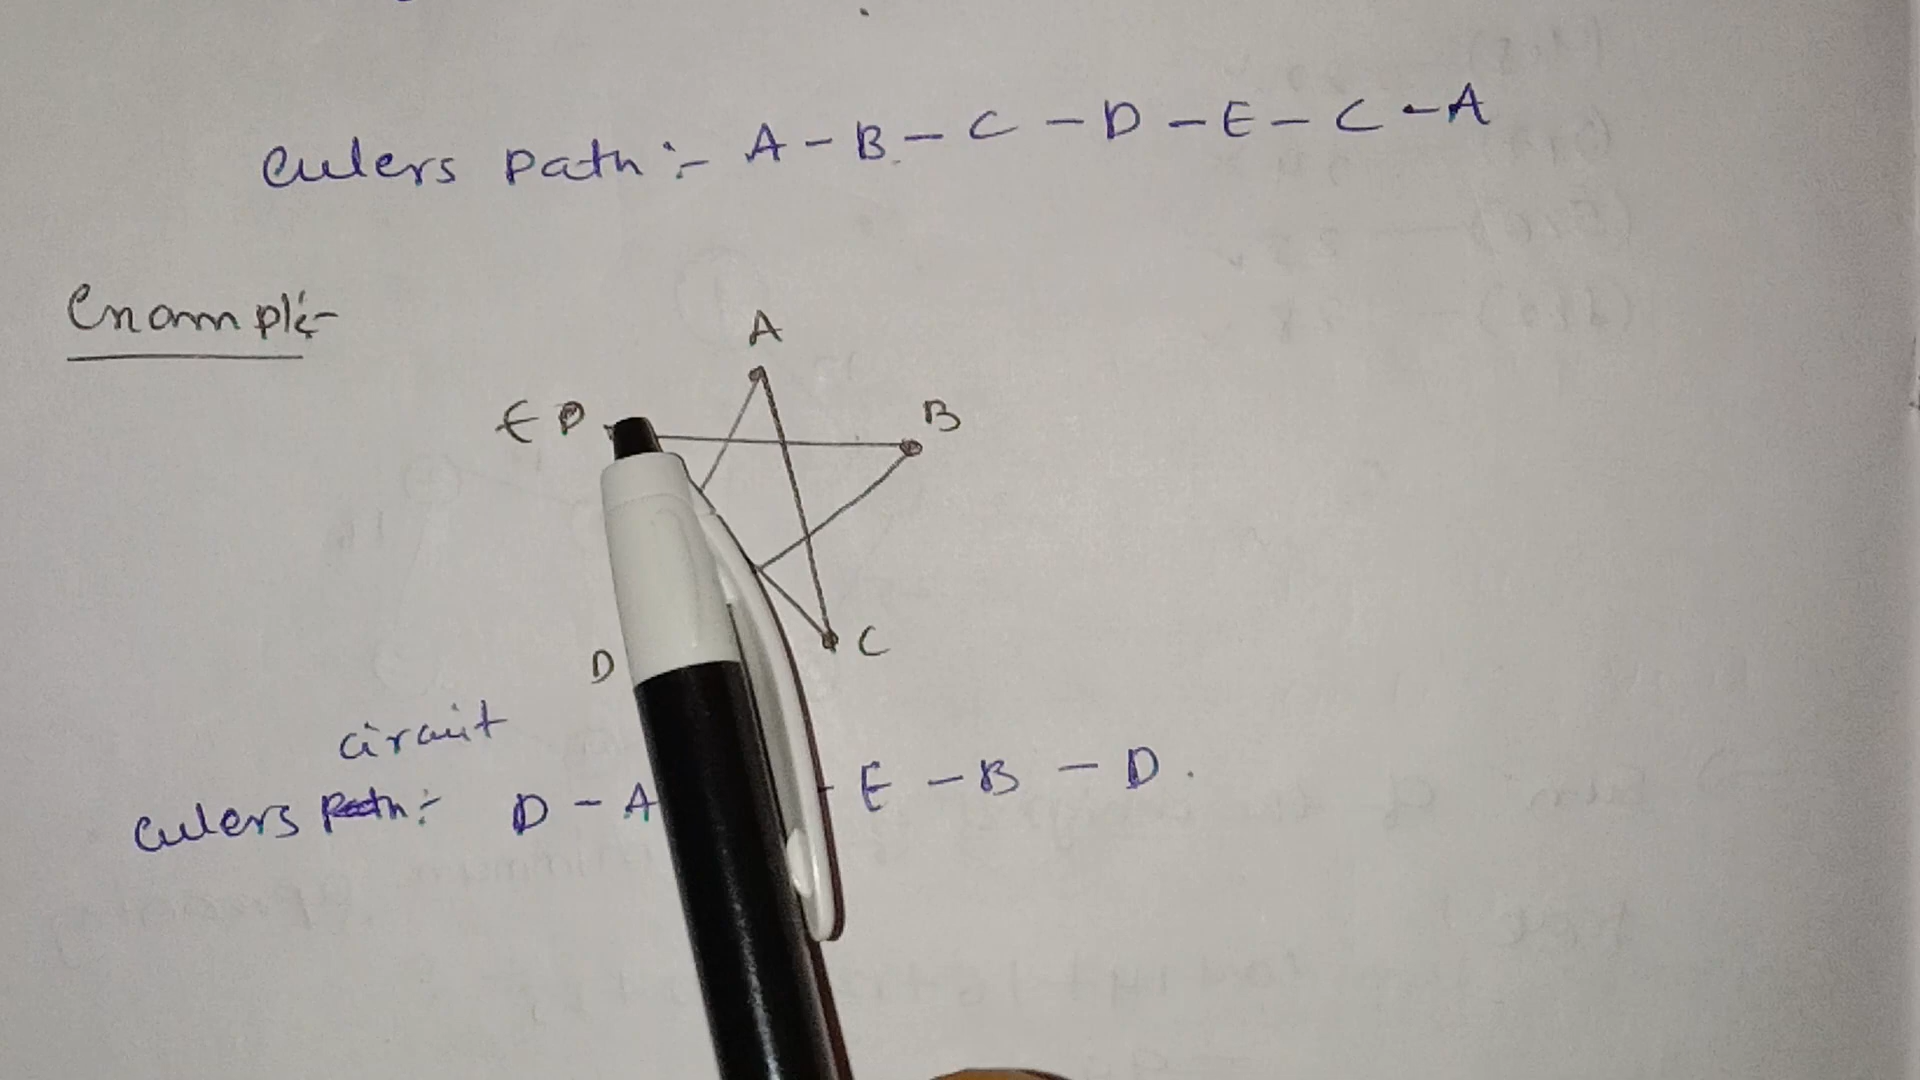 Eulers Path :- A - B - C - D - E - C - A
Example:-
A
E
B
C
D
circuit
Eulers Path:- D - A - E - B - D.